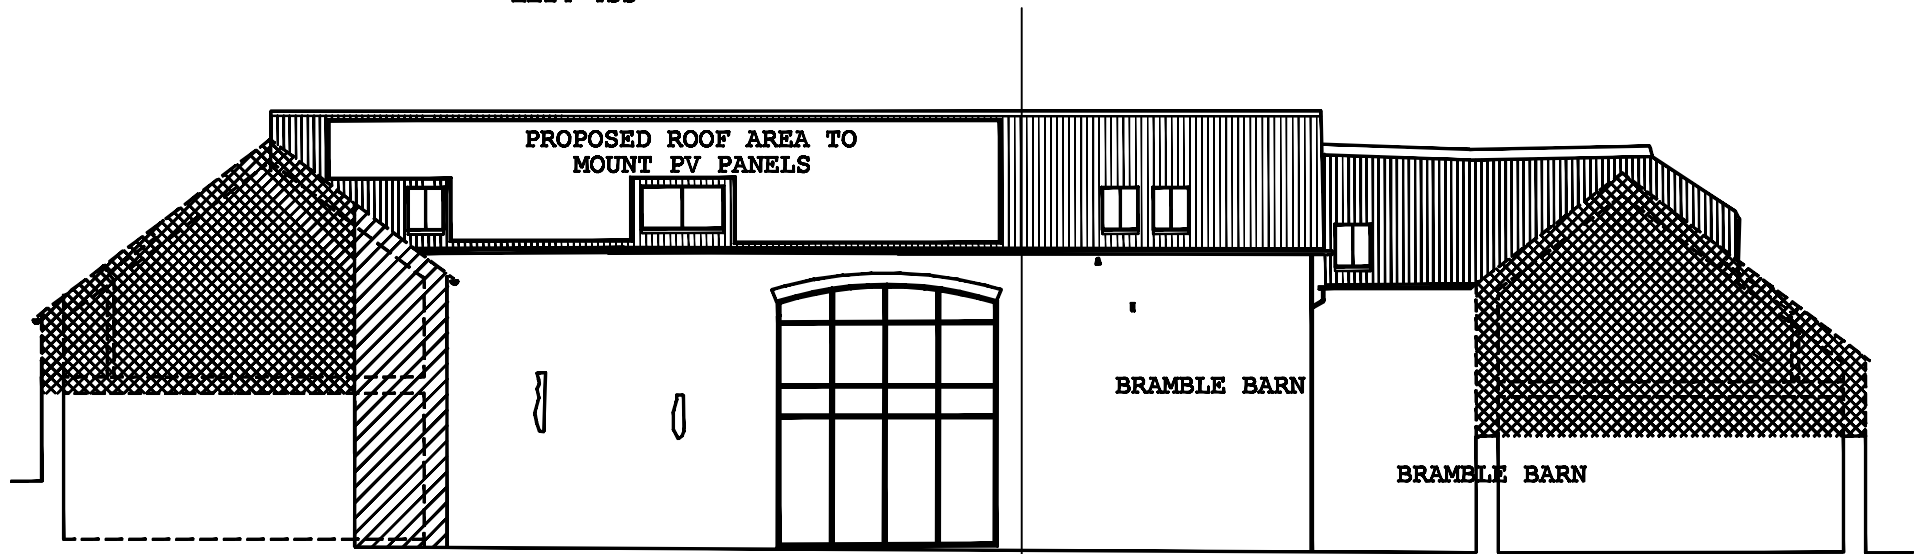 PROPOSED ROOF AREA TO
MOUNT PV PANELS
BRAMBLE BARN
BRAMBLE BARN